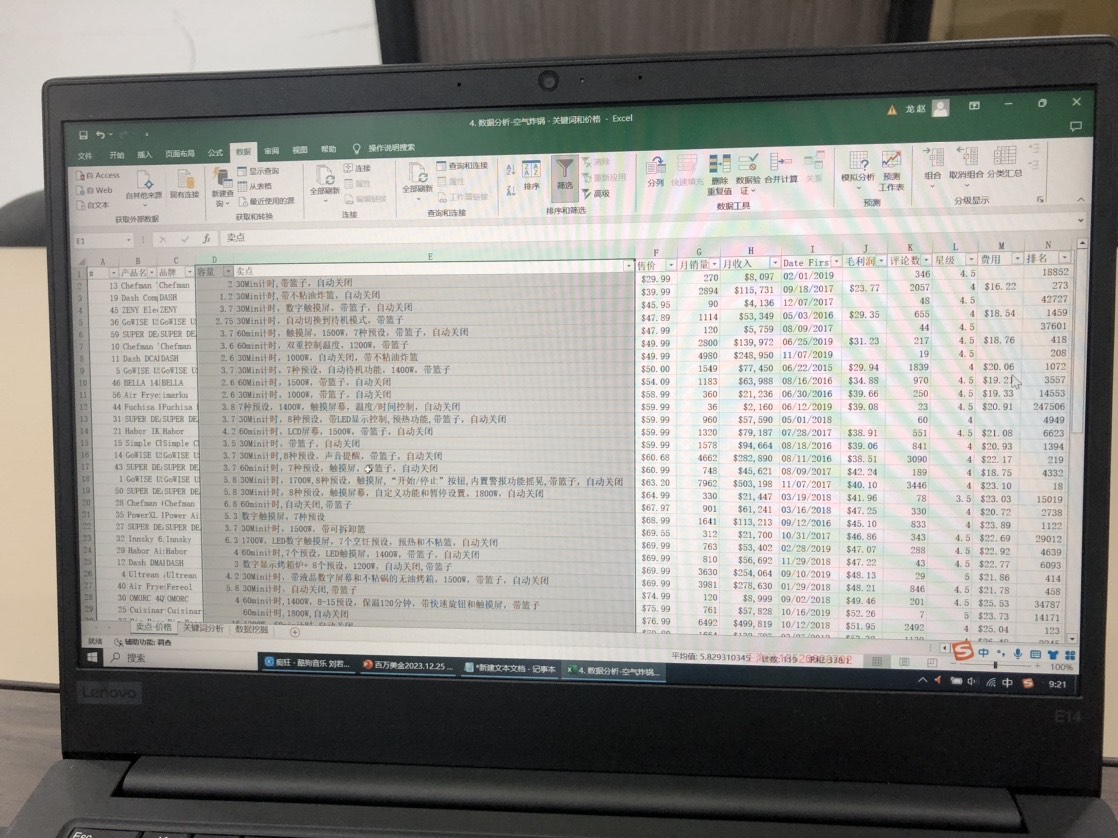 4. 数据分析-空气炸锅 - 关键词和价格 - Excel
龙 赵
文件 开始 插入 页面布局 公式 数据 审阅 视图 帮助 操作说明搜索
自 Access
自 Web
自文本
自其他来源 现有连接
获取外部数据
新建查询
显示查询
从表格
最近使用的源
获取和转换
全部刷新
连接
属性
编辑链接
连接
全部刷新
查询和连接
属性
工作簿链接
查询和连接
排序 筛选
清除
重新应用
高级
排序和筛选
分列 快速填充 删除重复值 数据验证 合并计算 关系
数据工具
模拟分析 预测工作表
预测
组合 取消组合 分类汇总
分级显示
E1 fx 卖点
A B C D E F G H I J K L M N
# 产品名 品牌 容量 卖点 售价 月销量 月收入 Date Firs 毛利润 评论数 星级 费用 排名
13 Chefman Chefman 2 30Min计时,带篮子, 自动关闭 $29.99 270 $8,097 02/01/2019 346 4.5 18852
19 Dash Com DASH 1.2 30Min计时,带不粘油炸篮, 自动关闭 $39.99 2894 $115,731 09/18/2017 $23.77 2057 4 $16.22 273
45 ZENY 3.7 30Min计时, 数字触摸屏, 带篮子, 自动关闭 $45.95 90 $4,136 12/07/2017 48 4.5 42727
36 GoWISE GoWISE 2.75 30Min计时, 自动切换到待机模式, 带篮子 $47.89 1114 $53,349 05/03/2016 $29.35 655 4 $18.54 1459
59 SUPER DE SUPER DE 3.7 60min计时, 触摸屏, 1500W, 7种预设, 带篮子, 自动关闭 $47.99 120 $5,759 08/09/2017 44 4.5 37601
10 Chefman Chefman 3.6 60min计时, 双重控制温度, 1200W, 带篮子 $49.99 2800 $139,972 06/25/2019 $31.23 217 4.5 $18.76 418
11 Dash DASH 2.6 30Min计时, 1000W, 自动关闭, 带不粘油炸篮 $49.99 4980 $248,950 11/07/2019 19 4.5 208
5 GoWISE GoWISE 3.7 30Min计时, 7种预设, 自动待机功能, 1400W, 带篮子 $50.00 1549 $77,450 06/22/2015 $29.94 1839 4 $20.06 1072
46 BELLA BELLA 2.6 60min计时, 1500W, 带篮子, 自动关闭 $54.09 1183 $63,988 08/16/2016 $34.88 970 4.5 3557
56 Air Frye 2.6 30Min计时, 1000W, 带篮子, 自动关闭 $58.99 360 $21,236 06/30/2016 $39.66 250 4.5 $19.33 14553
44 Fuchisa 3.8 7种预设, 1400W, 触摸屏幕, 温度/时间控制, 自动关闭 $59.99 36 $2,160 06/12/2019 $39.08 23 4.5 $20.91 247506
31 SUPER DE SUPER DE 3.7 30Min计时, 8种预设, 带LED显示控制,预热功能,带篮子, 自动关闭 $59.99 960 $57,590 05/01/2018 60 4 4949
21 Habor Habor 4.2 60min计时, LCD屏幕, 1500W, 带篮子, 自动关闭 $59.99 1320 $79,187 07/28/2017 $38.91 551 4.5 $21.08 6623
15 Simple C Simple C 3.5 30Min计时, 带篮子, 自动关闭 $59.99 1578 $94,664 08/18/2016 $39.06 841 4 $20.93 1394
14 GoWISE GoWISE 3.7 30Min计时,8种预设, 声音提醒, 带篮子, 自动关闭 $60.68 4662 $282,890 08/11/2016 $38.51 3090 4 $22.17 219
43 SUPER DE SUPER DE 3.7 60min计时, 7种预设, 触摸屏, 带篮子, 自动关闭 $60.99 748 $45,621 08/09/2017 $42.24 189 4 $18.75 4332
1 GoWISE GoWISE 5.8 30Min计时, 1700W,8种预设, 触摸屏,"开始/停止"按钮,内置警报功能摇晃,带篮子, 自动关闭 $63.20 7962 $503,198 11/07/2017 $40.10 3446 4 $23.10 18
50 SUPER DE SUPER DE 5.8 30Min计时, 8种预设, 触摸屏幕, 自定义功能和暂停设置, 1800W, 自动关闭 $64.99 330 $21,447 03/19/2018 $41.96 78 3.5 $23.03 15019
21 Chefman Chefman 6.8 60min计时,自动关闭,带篮子 $67.97 901 $61,241 03/16/2018 $47.25 330 4 $20.72 2738
35 PowerXL Power Ai 5.3 数字触摸屏, 7种预设 $68.99 1641 $113,213 09/12/2016 $45.10 833 4 $23.89 1122
27 SUPER DE SUPER DE 3.7 30Min计时, 1500W, 带可拆卸篮 $69.55 312 $21,700 10/31/2017 $46.86 343 4.5 $22.69 29012
32 Innsky Innsky 6.3 1700W, LED数字触摸屏, 7个烹饪预设, 预热和不粘篮, 自动关闭 $69.99 763 $53,402 02/28/2019 $47.07 288 4.5 $22.92 4639
29 Habor Habor 4 60min计时,7个预设, LED触摸屏, 1400W, 带篮子, 自动关闭 $69.99 810 $56,692 11/29/2018 $47.22 43 4.5 $22.77 6093
12 Dash DASH 3 数字显示烤箱炉+ 8个预设, 1200W, 带篮子, 自动关闭 $69.99 3630 $254,064 09/10/2019 $48.13 29 5 $21.86 414
4 Ultrean Ultrean 4.2 30Min计时, 带液晶数字屏幕和不粘锅的无油烤箱, 1500W, 带篮子, 自动关闭 $69.99 3981 $278,630 01/29/2018 $48.21 846 4.5 $21.78 458
40 Air Frye Fereol 5.8 30Min计时, 自动关闭,带篮子 $74.99 120 $8,999 09/02/2018 $49.46 201 4.5 $25.53 34787
30 OMORC OMORC 4 60min计时,1400W, 8-15预设, 保温120分钟, 带快速旋钮和触摸屏, 带篮子 $75.99 761 $57,828 10/16/2019 $52.26 7 5 $23.73 14171
25 Cuisinar Cuisinar 60min计时,1800W,自动关闭 $76.99 6492 $499,819 10/12/2018 $51.95 2492 4 $25.04 123
卖点-价格 关键词分析 数据挖掘
就绪 辅助功能: 调查 平均值: 5.829310345 100%
搜索 痴狂 - 酷狗音乐 刘若... 百万美金2023.12.25 ... *新建文本文档 - 记事本 4. 数据分析-空气炸锅...
中
9:21
Lenovo
E14
Esc